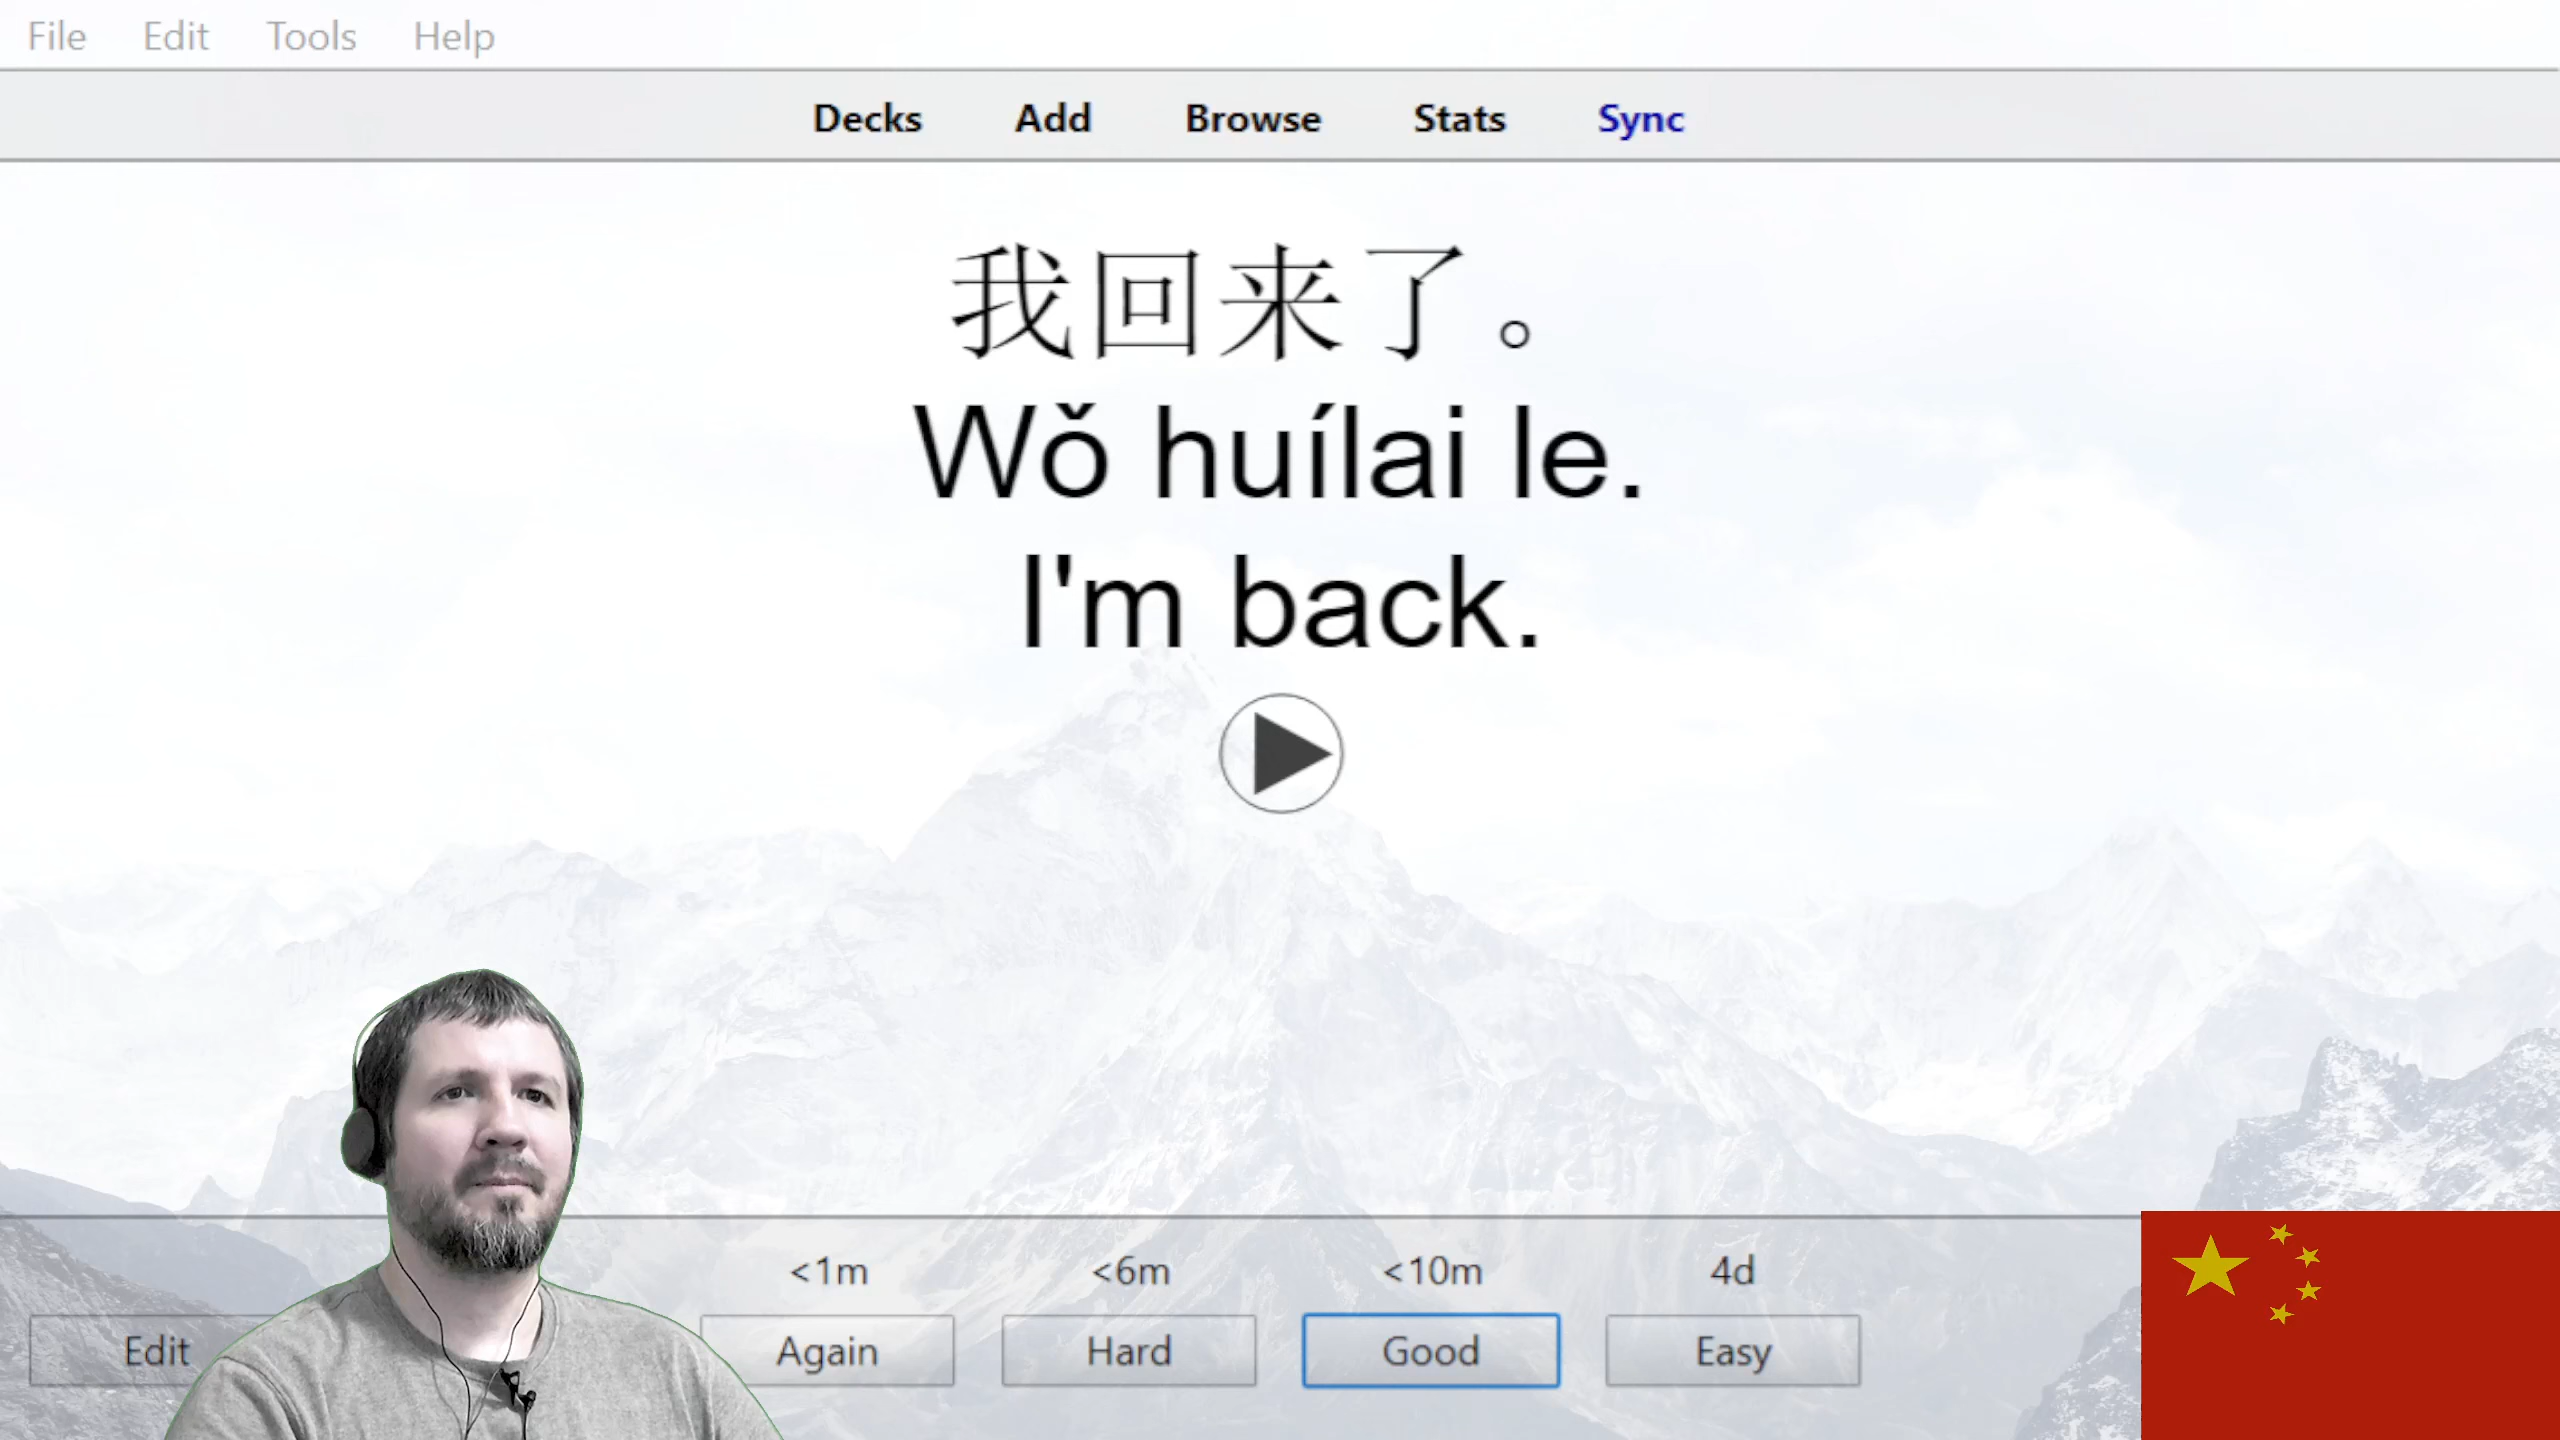 File Edit Tools Help
Decks Add Browse Stats Sync
我回来了。
Wǒ huílai le.
I'm back.
<1m <6m <10m 4d
Edit Again Hard Good Easy